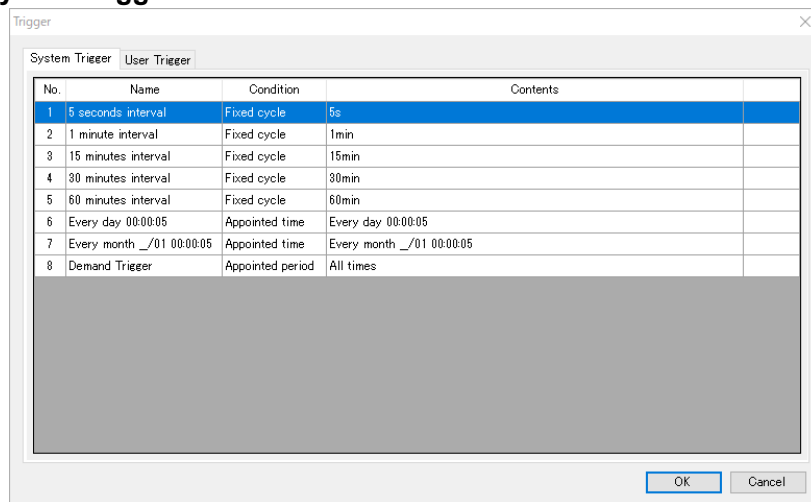 Trigger
System Trigger User Trigger
No. Name Condition Contents
1 5 seconds interval Fixed cycle 5s
2 1 minute interval Fixed cycle 1min
3 15 minutes interval Fixed cycle 15min
4 30 minutes interval Fixed cycle 30min
5 60 minutes interval Fixed cycle 60min
6 Every day 00:00:05 Appointed time Every day 00:00:05
7 Every month _/01 00:00:05 Appointed time Every month _/01 00:00:05
8 Demand Trigger Appointed period All times
OK Cancel